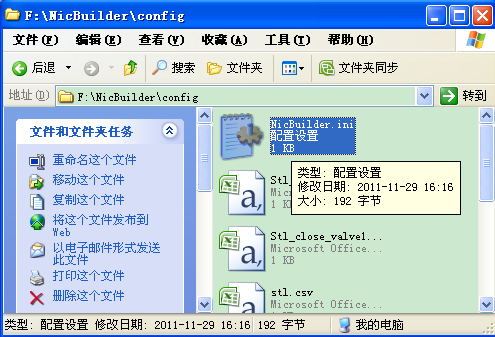 F:\NicBuilder\config
文件(F) 编辑(E) 查看(V) 收藏(A) 工具(T) 帮助(H)
后退 搜索 文件夹 文件夹同步
地址(D) F:\NicBuilder\config 转到
文件和文件夹任务
重命名这个文件
移动这个文件
复制这个文件
将这个文件发布到
Web
以电子邮件形式发送
此文件
打印这个文件
删除这个文件
NicBuilder.ini
配置设置
1 KB
类型: 配置设置
修改日期: 2011-11-29 16:16
大小: 192 字节
Stl_
Micros
1 KB
Stl_close_valve1...
Microsoft Office...
1 KB
stl.csv
Microsoft Office...
类型: 配置设置 修改日期: 2011-11-29 16:16 192 字节 我的电脑